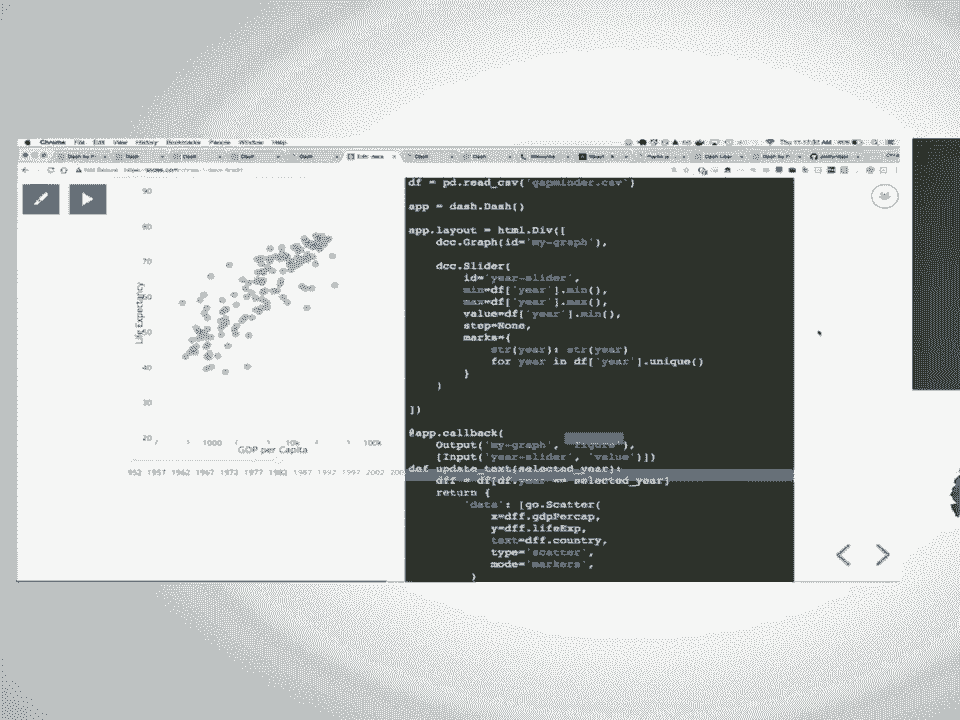 Chrome File Edit View History Bookmarks People Window Help
90
80
70
60
50
40
30
20
Life Expectancy
1000 10k 100k
GDP per Capita
1952 1957 1962 1967 1972 1977 1982 1987 1992 1997 2002
df = pd.read_csv('gapminder.csv')
app = dash.Dash()
app.layout = html.Div([
dcc.Graph(id='my-graph'),
dcc.Slider(
id='year-slider',
min=df['year'].min(),
max=df['year'].max(),
value=df['year'].min(),
step=None,
marks={
str(year): str(year)
for year in df['year'].unique()
}
)
])
@app.callback(
Output('my-graph', 'figure'),
[Input('year-slider', 'value')])
def update_text(selected_year):
dff = df[df.year == selected_year]
return {
'data': [go.Scatter(
x=dff.gdpPercap,
y=dff.lifeExp,
text=dff.country,
type='scatter',
mode='markers',
)